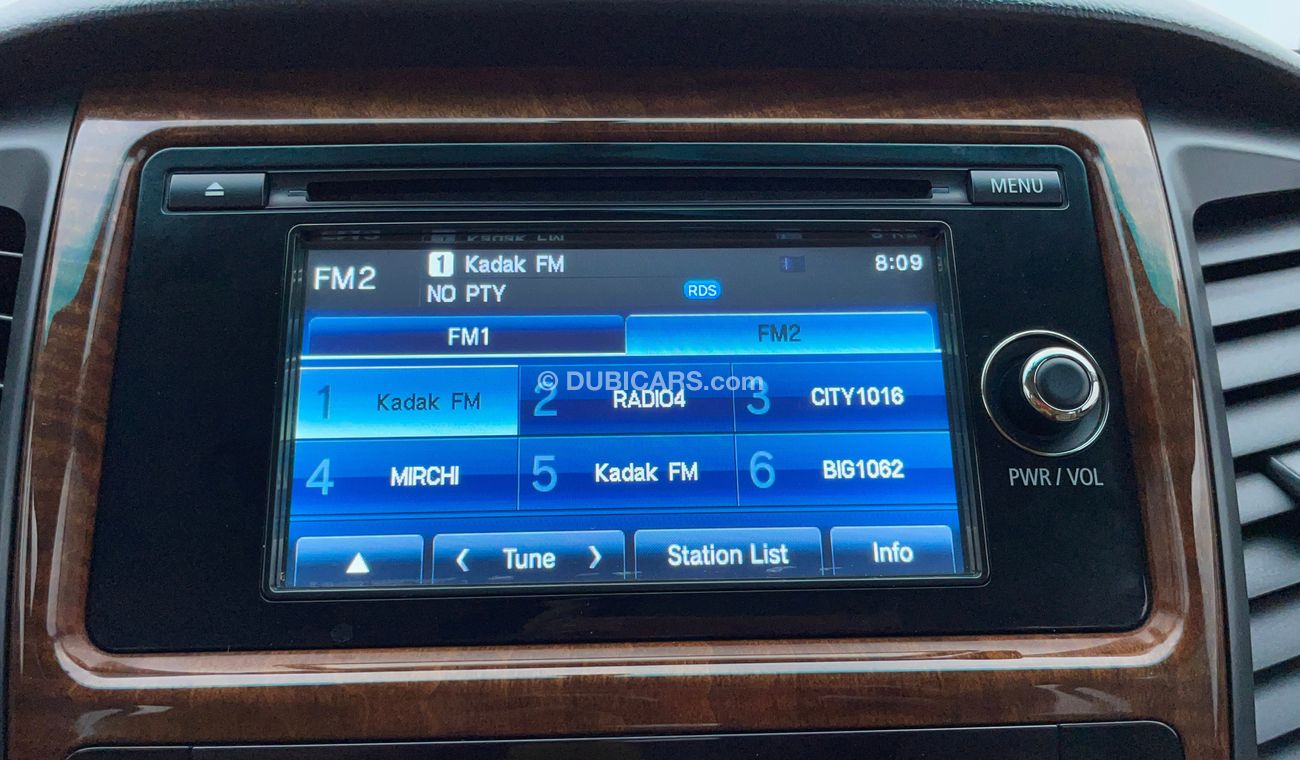 MENU
FM2
1 Kadak FM
8:09
NO PTY
RDS
FM1
FM2
1 Kadak FM
2 RADIO4
3 CITY1016
© DUBICARS.com
4 MIRCHI
5 Kadak FM
6 BIG1062
PWR / VOL
< Tune >
Station List
Info